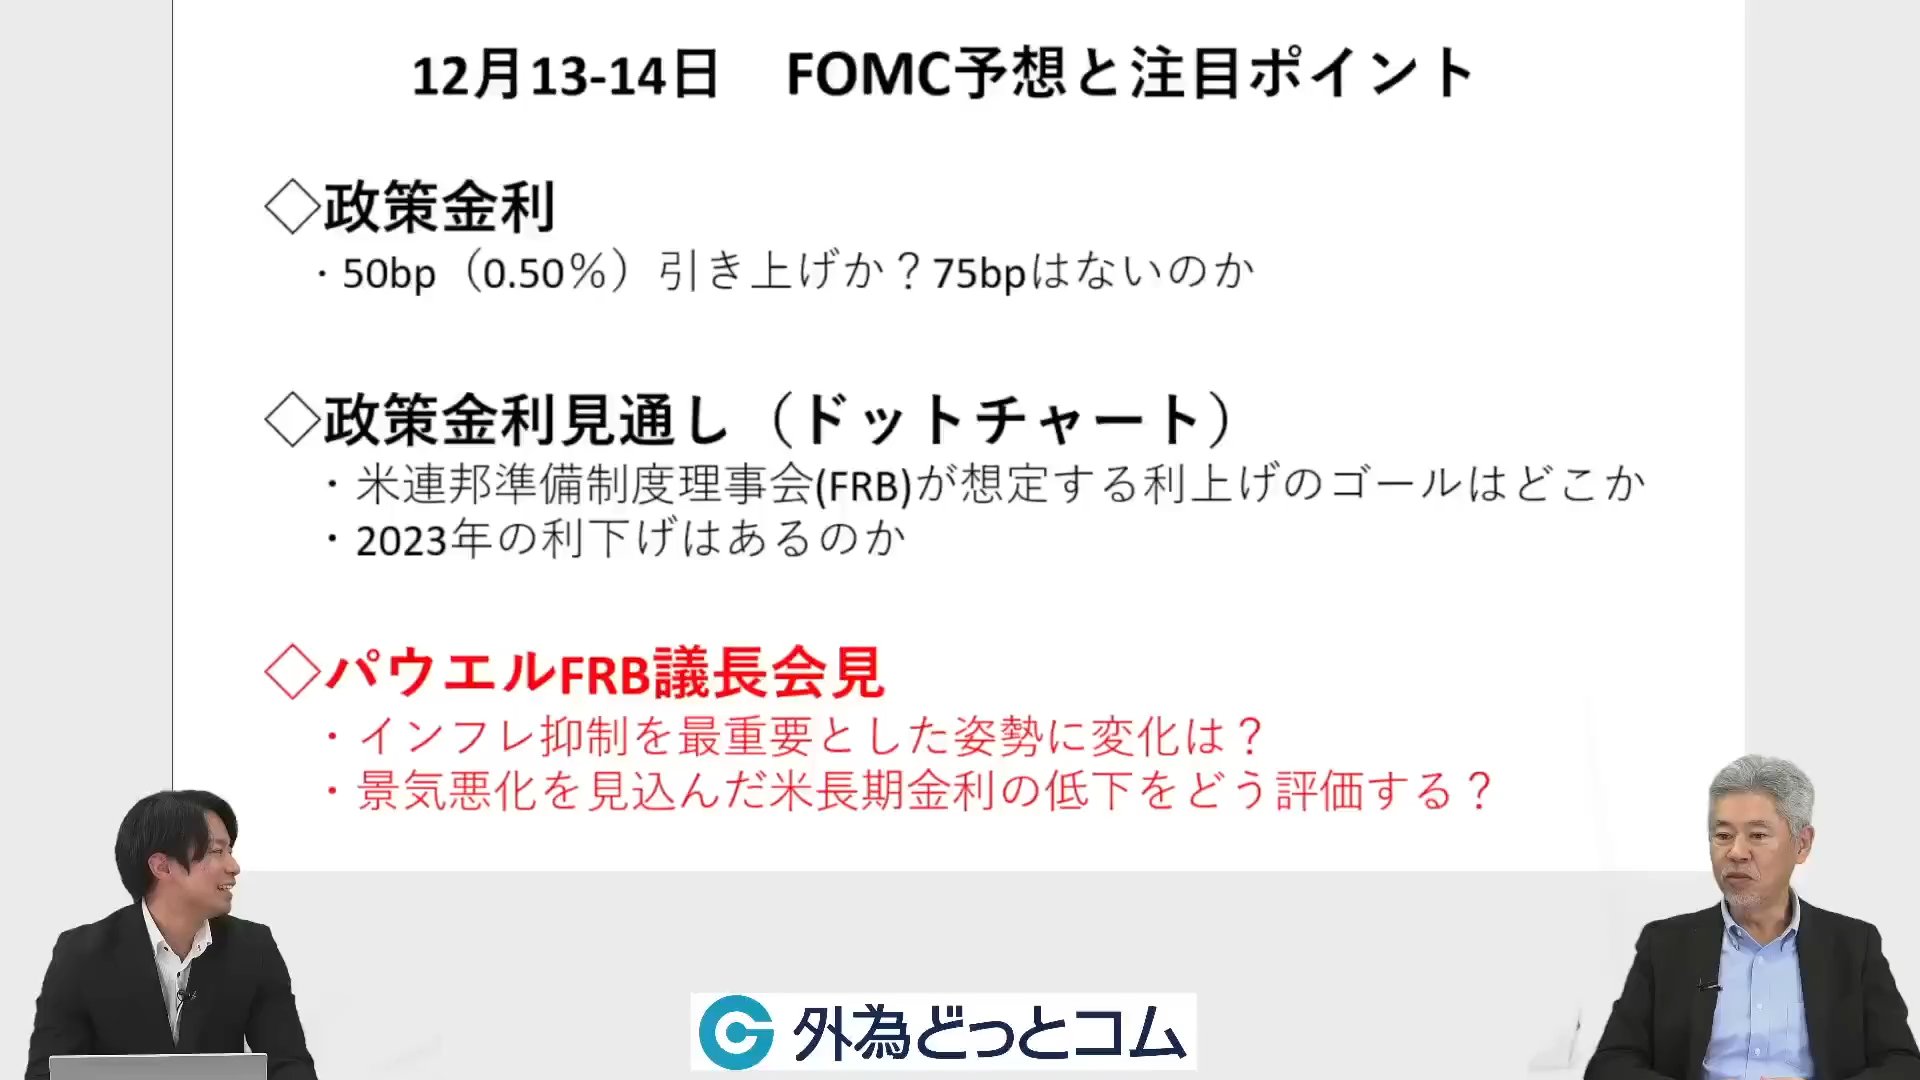 12月13-14日　FOMC予想と注目ポイント
◇政策金利
・50bp（0.50％）引き上げか？75bpはないのか
◇政策金利見通し（ドットチャート）
・米連邦準備制度理事会(FRB)が想定する利上げのゴールはどこか
・2023年の利下げはあるのか
◇パウエルFRB議長会見
・インフレ抑制を最重要とした姿勢に変化は？
・景気悪化を見込んだ米長期金利の低下をどう評価する？
外為どっとコム